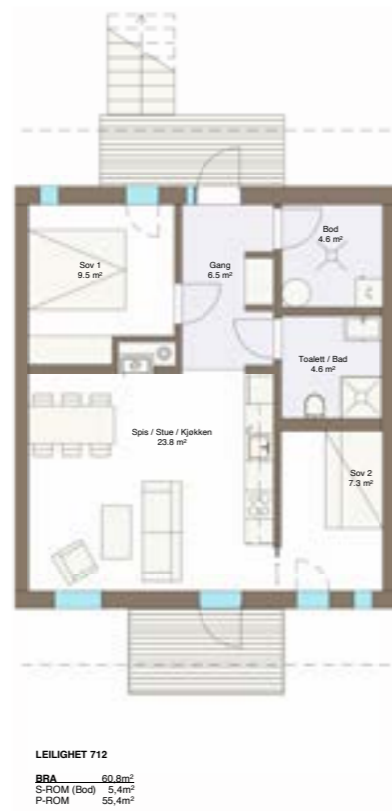 Bod
4.6 m²
Sov 1
9.5 m²
Gang
6.5 m²
Toalett / Bad
4.6 m²
Spis / Stue / Kjøkken
23.8 m²
Sov 2
7.3 m²
LEILIGHET 712
BRA 60,8m²
S-ROM (Bod) 5,4m²
P-ROM 55,4m²